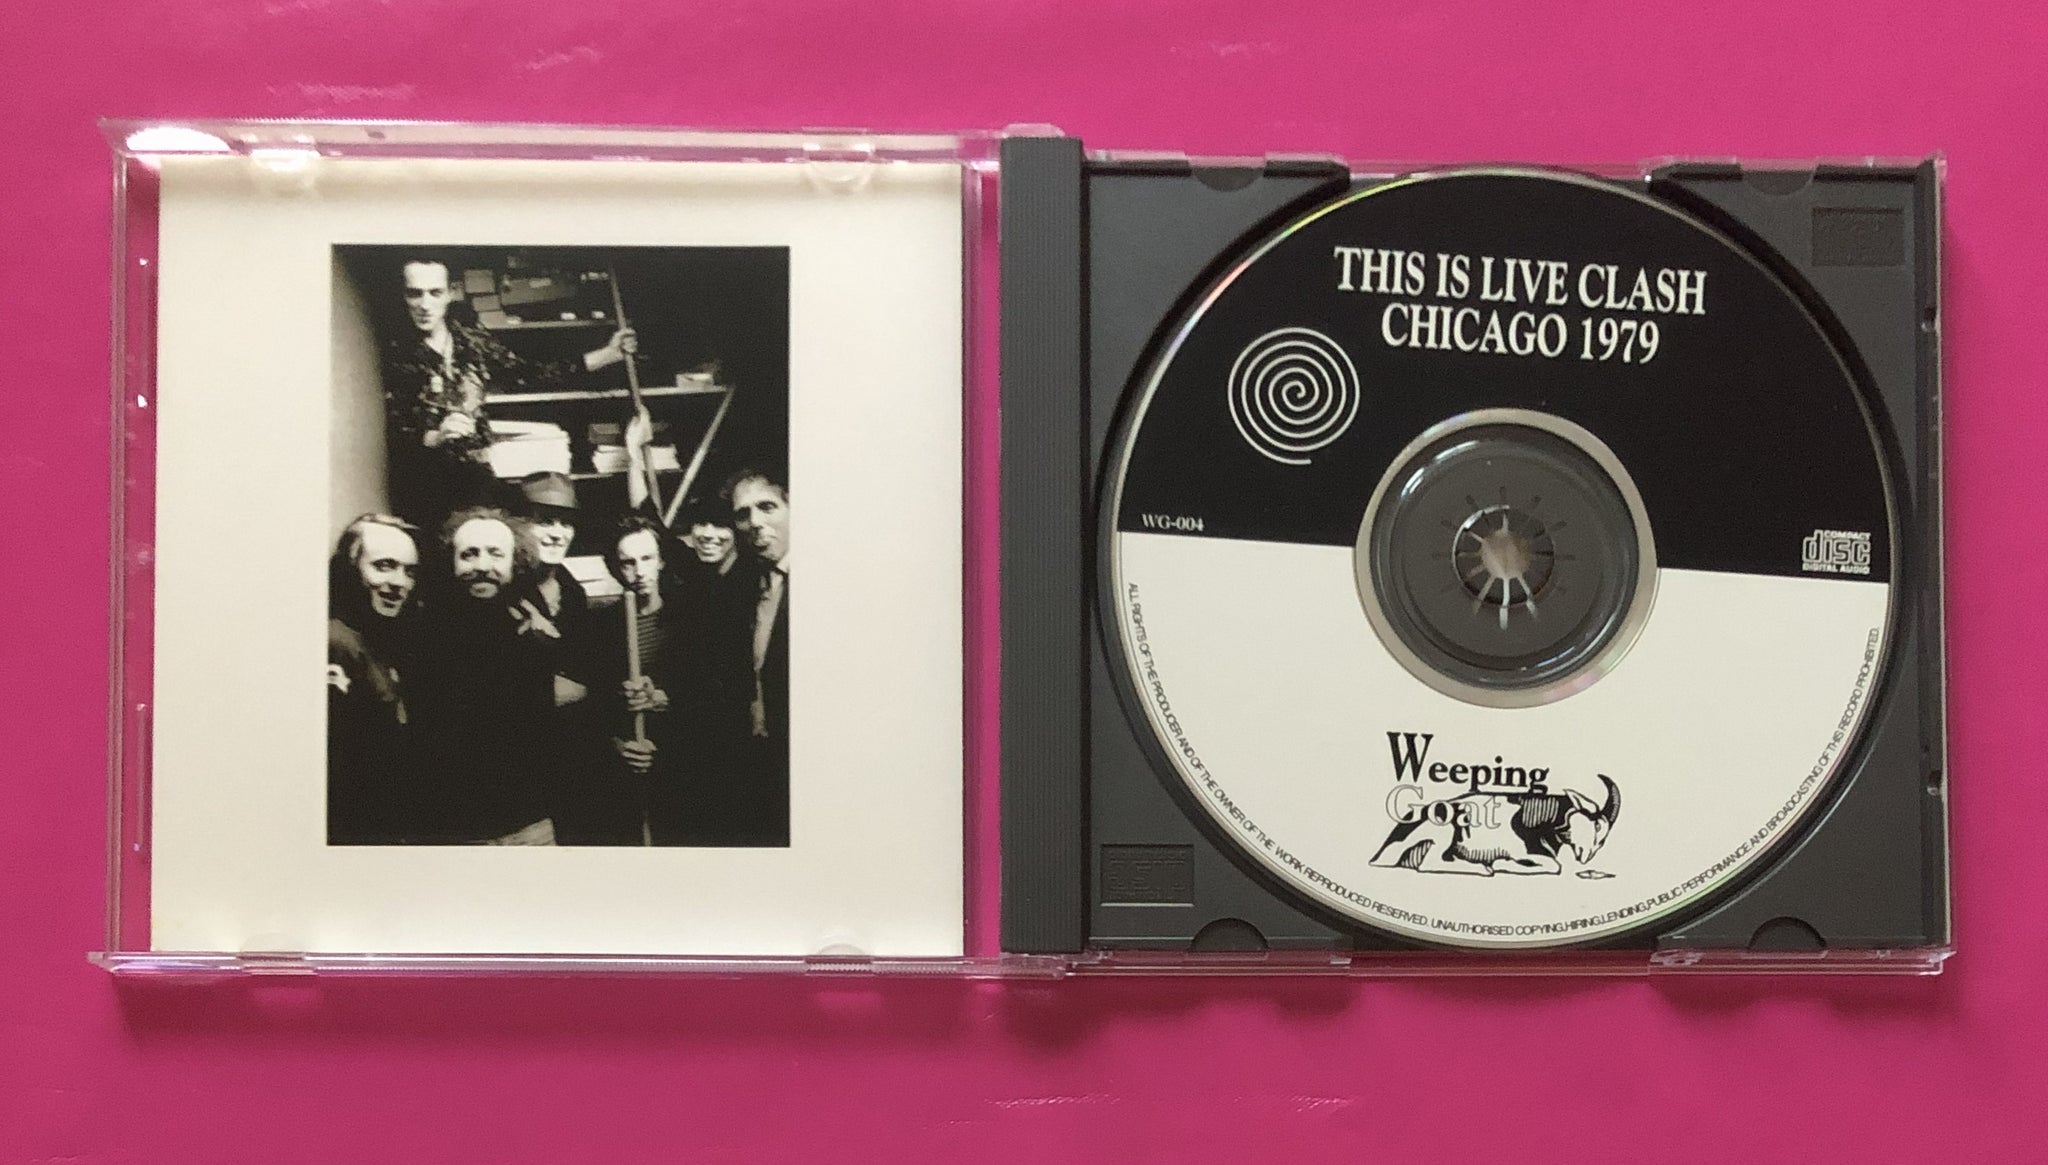 THIS IS LIVE CLASH
CHICAGO 1979
WG-004
COMPACT
disc
DIGITAL AUDIO
Weeping
Goat
ALL RIGHTS OF THE PRODUCER AND OF THE OWNER OF THE WORK REPRODUCED RESERVED. UNAUTHORISED COPYING,HIRING,LENDING,PUBLIC PERFORMANCE AND BROADCASTING OF THIS RECORD PROHIBITED.